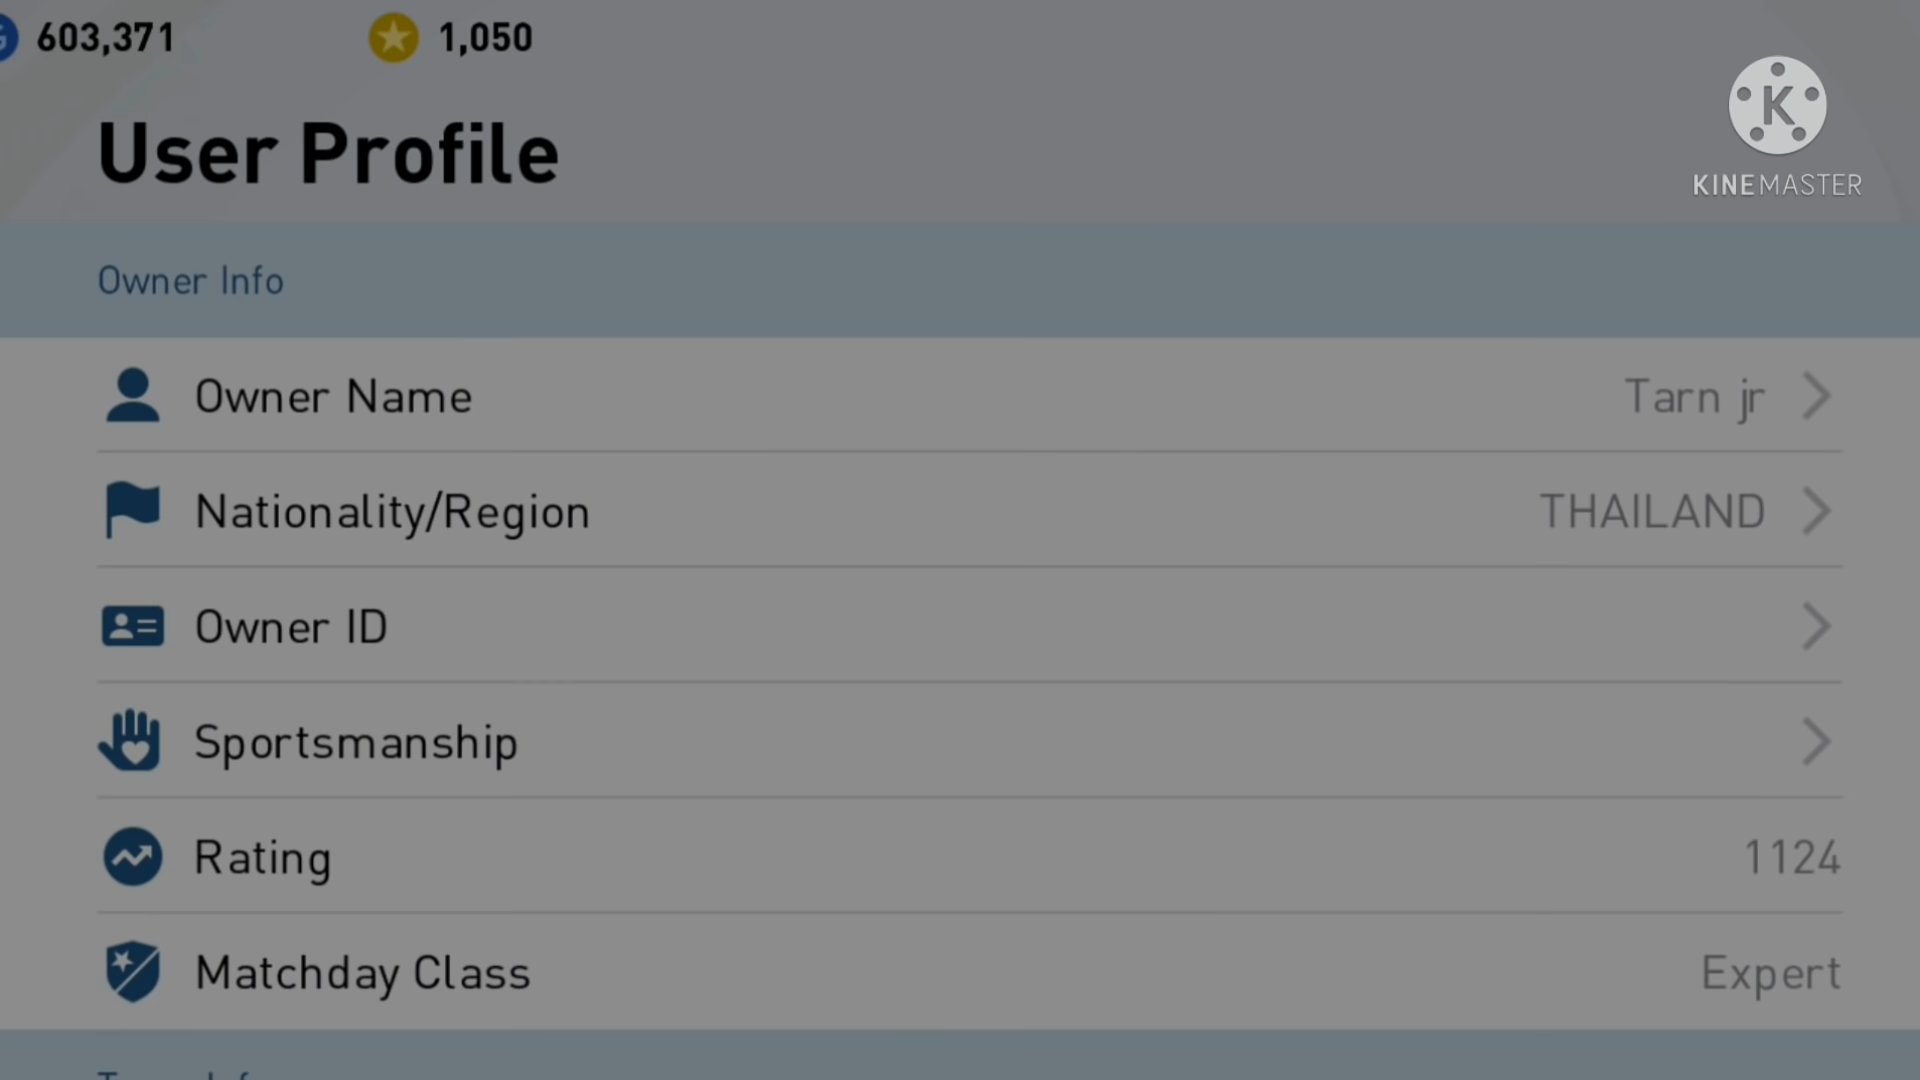 603,371 1,050
User Profile
KINEMASTER
Owner Info
Owner Name Tarn jr
Nationality/Region THAILAND
Owner ID
Sportsmanship
Rating 1124
Matchday Class Expert